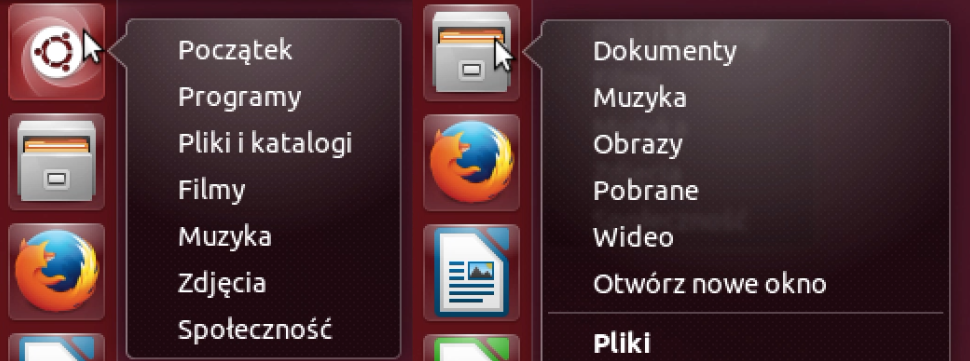 Początek
Programy
Pliki i katalogi
Filmy
Muzyka
Zdjęcia
Społeczność
Dokumenty
Muzyka
Obrazy
Pobrane
Wideo
Otwórz nowe okno
Pliki